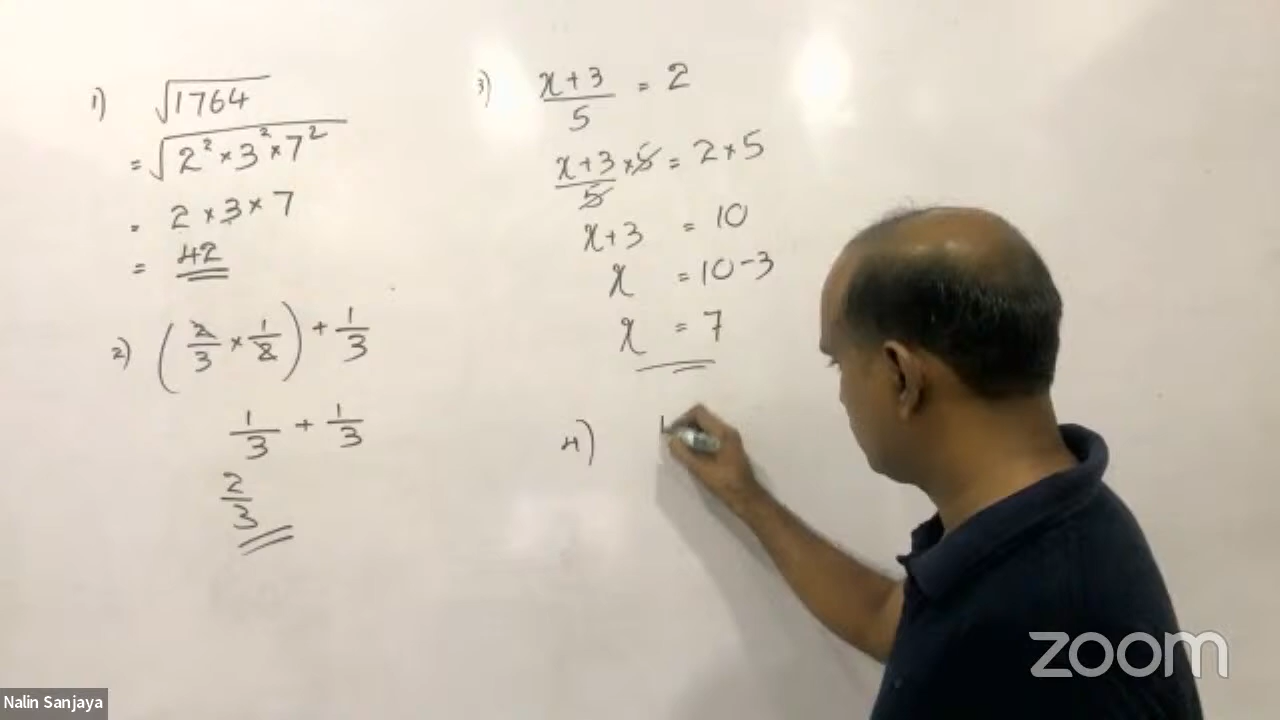 1) √1764
= √2² × 3² × 7²
= 2 × 3 × 7
= 42
2) (2/3 × 1/2) + 1/3
1/3 + 1/3
2/3
3) x+3/5 = 2
x+3/5 × 5 = 2 × 5
x+3 = 10
x = 10-3
x = 7
4)
zoom
Nalin Sanjaya